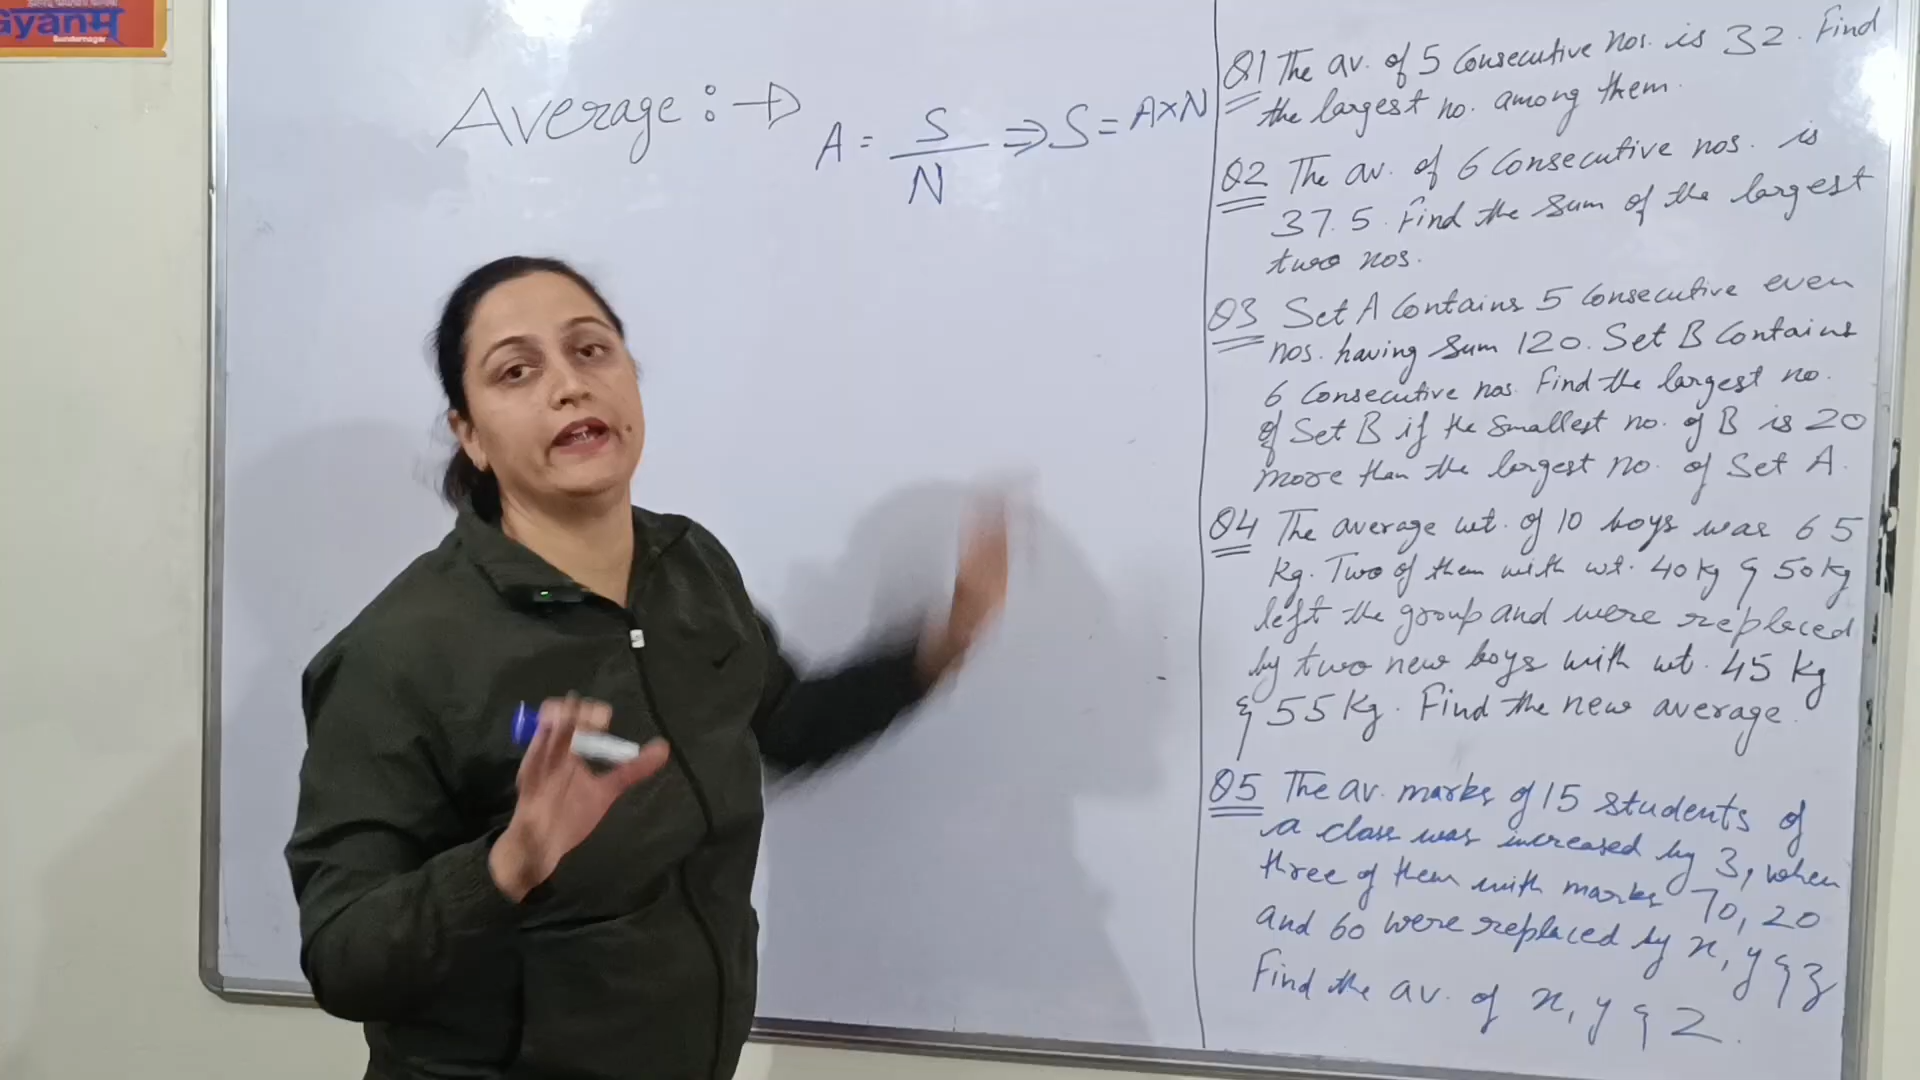 Gyanम्
Sundernagar
Average :→
A = S/N ⇒ S = A×N
Q1 The av. of 5 Consecutive nos. is 32. Find
the largest no. among them.
Q2 The av. of 6 Consecutive nos. is
37.5. Find the sum of the largest
two nos.
Q3 Set A Contains 5 Consecutive even
nos. having sum 120. Set B Contains
6 Consecutive nos. Find the largest no.
of Set B if the smallest no. of B is 20
more than the largest no. of Set A.
Q4 The average wt. of 10 boys was 65
Kg. Two of them with wt. 40 kg & 50 kg
left the group and were replaced
by two new boys with wt. 45 Kg
& 55 Kg. Find the new average.
Q5 The av. marks of 15 students of
a class was increased by 3, when
three of them with marks 70, 20
and 60 were replaced by x, y & z
Find the av. of x, y & z.